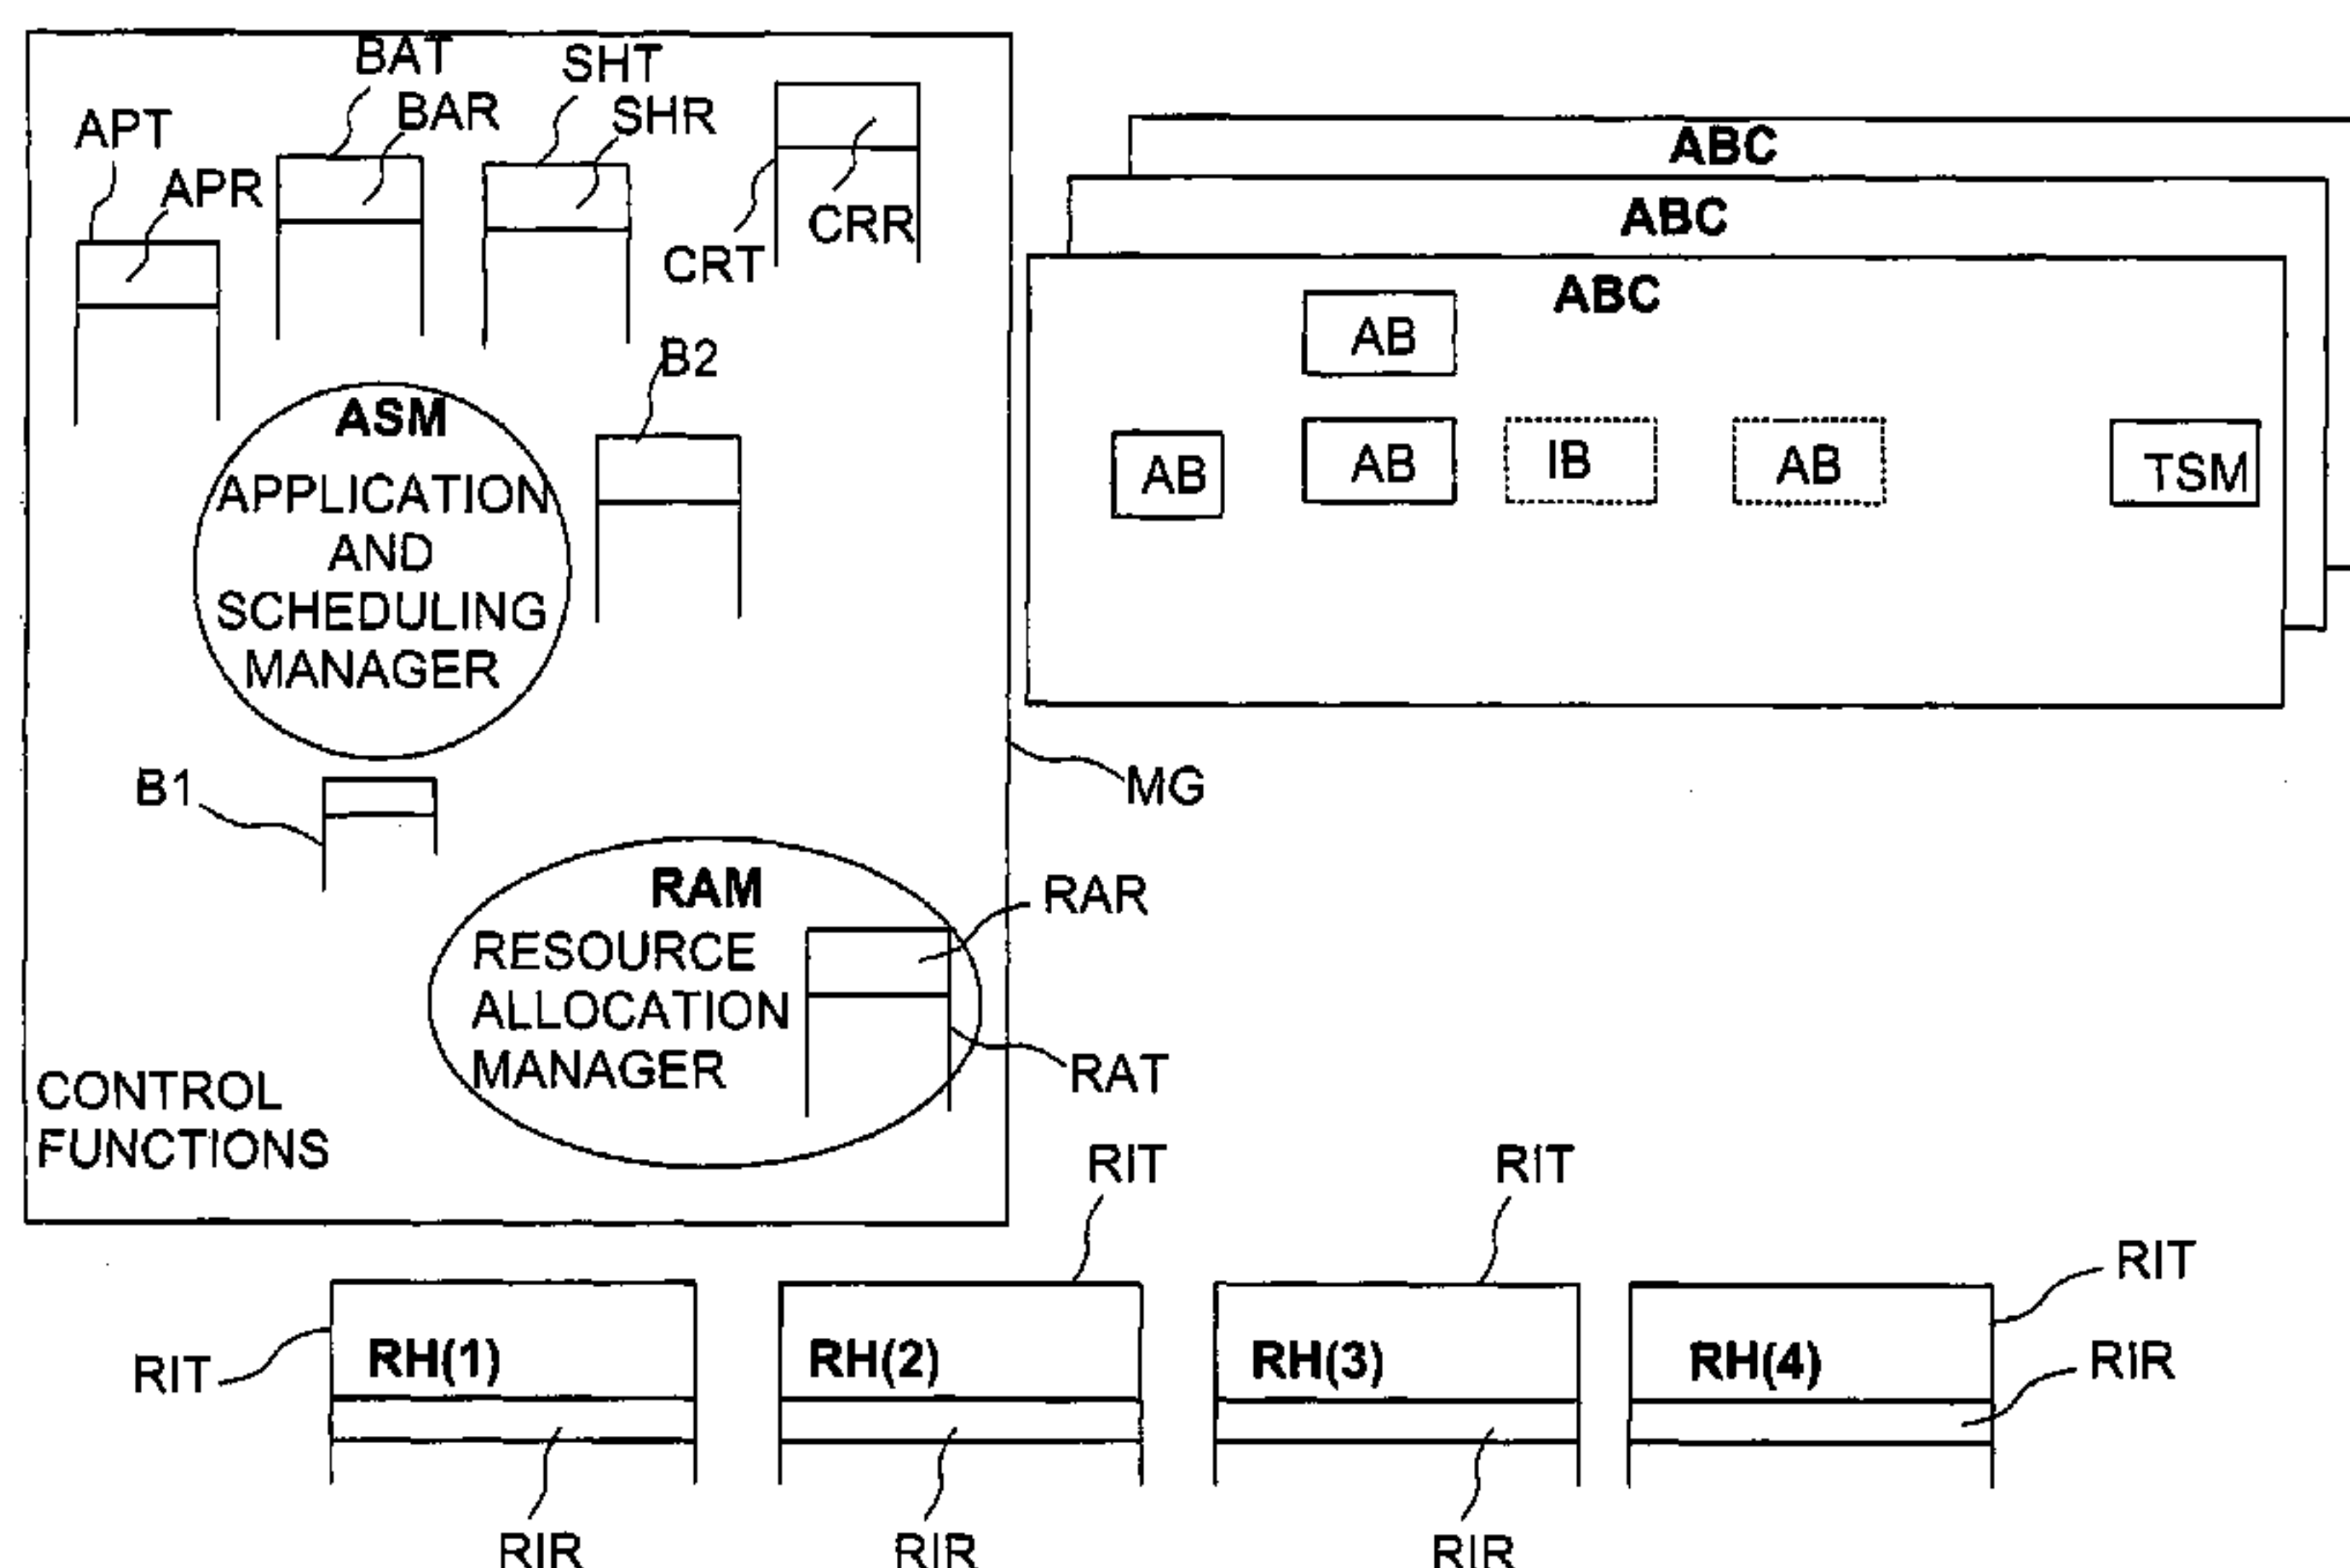 BAT
SHT
BAR
SHR
APT
APR
CRR
CRT
B2
ASM
APPLICATION
AND
SCHEDULING
MANAGER
B1
MG
RAM
RESOURCE
ALLOCATION
MANAGER
RAR
RAT
CONTROL
FUNCTIONS
ABC
ABC
ABC
AB
AB
AB
IB
AB
TSM
RIT
RIT
RIT
RIT
RH(1)
RH(2)
RH(3)
RH(4)
RIR
RIR
RIR
RIR